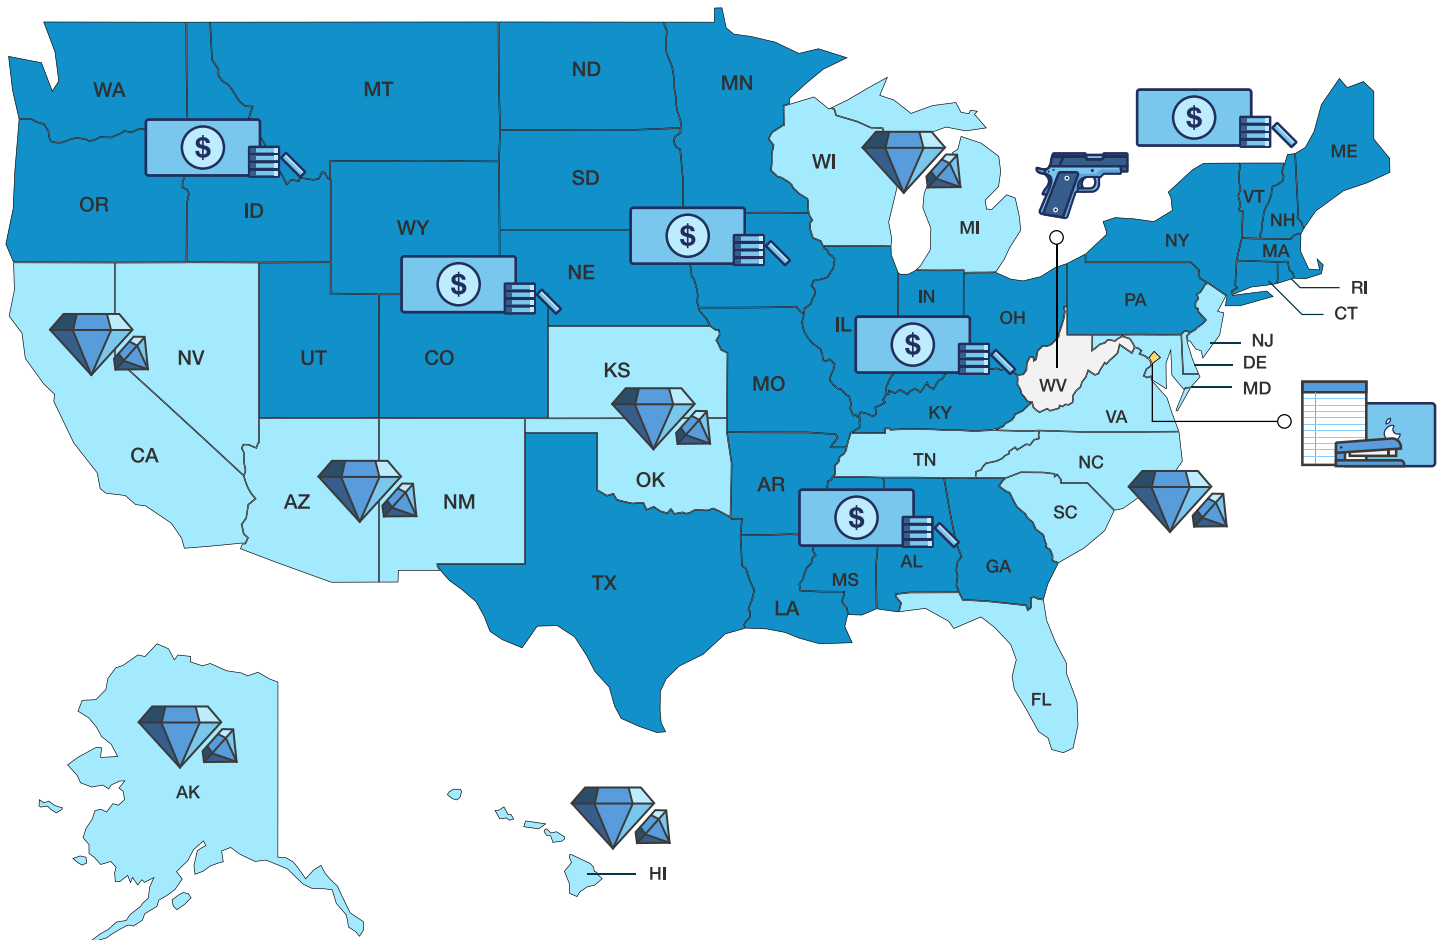 WA
MT
ND
MN
OR
ID
WY
SD
WI
MI
ME
VT
NH
NY
MA
RI
CT
$
$
$
$
NE
IN
PA
OH
IL
NJ
DE
MD
NV
UT
CO
KS
MO
$
KY
WV
VA
CA
AZ
NM
OK
AR
TN
NC
SC
$
TX
LA
MS
AL
GA
FL
AK
HI